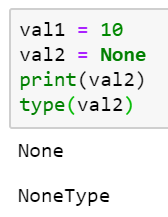 val1 = 10
val2 = None
print(val2)
type(val2)
None
NoneType